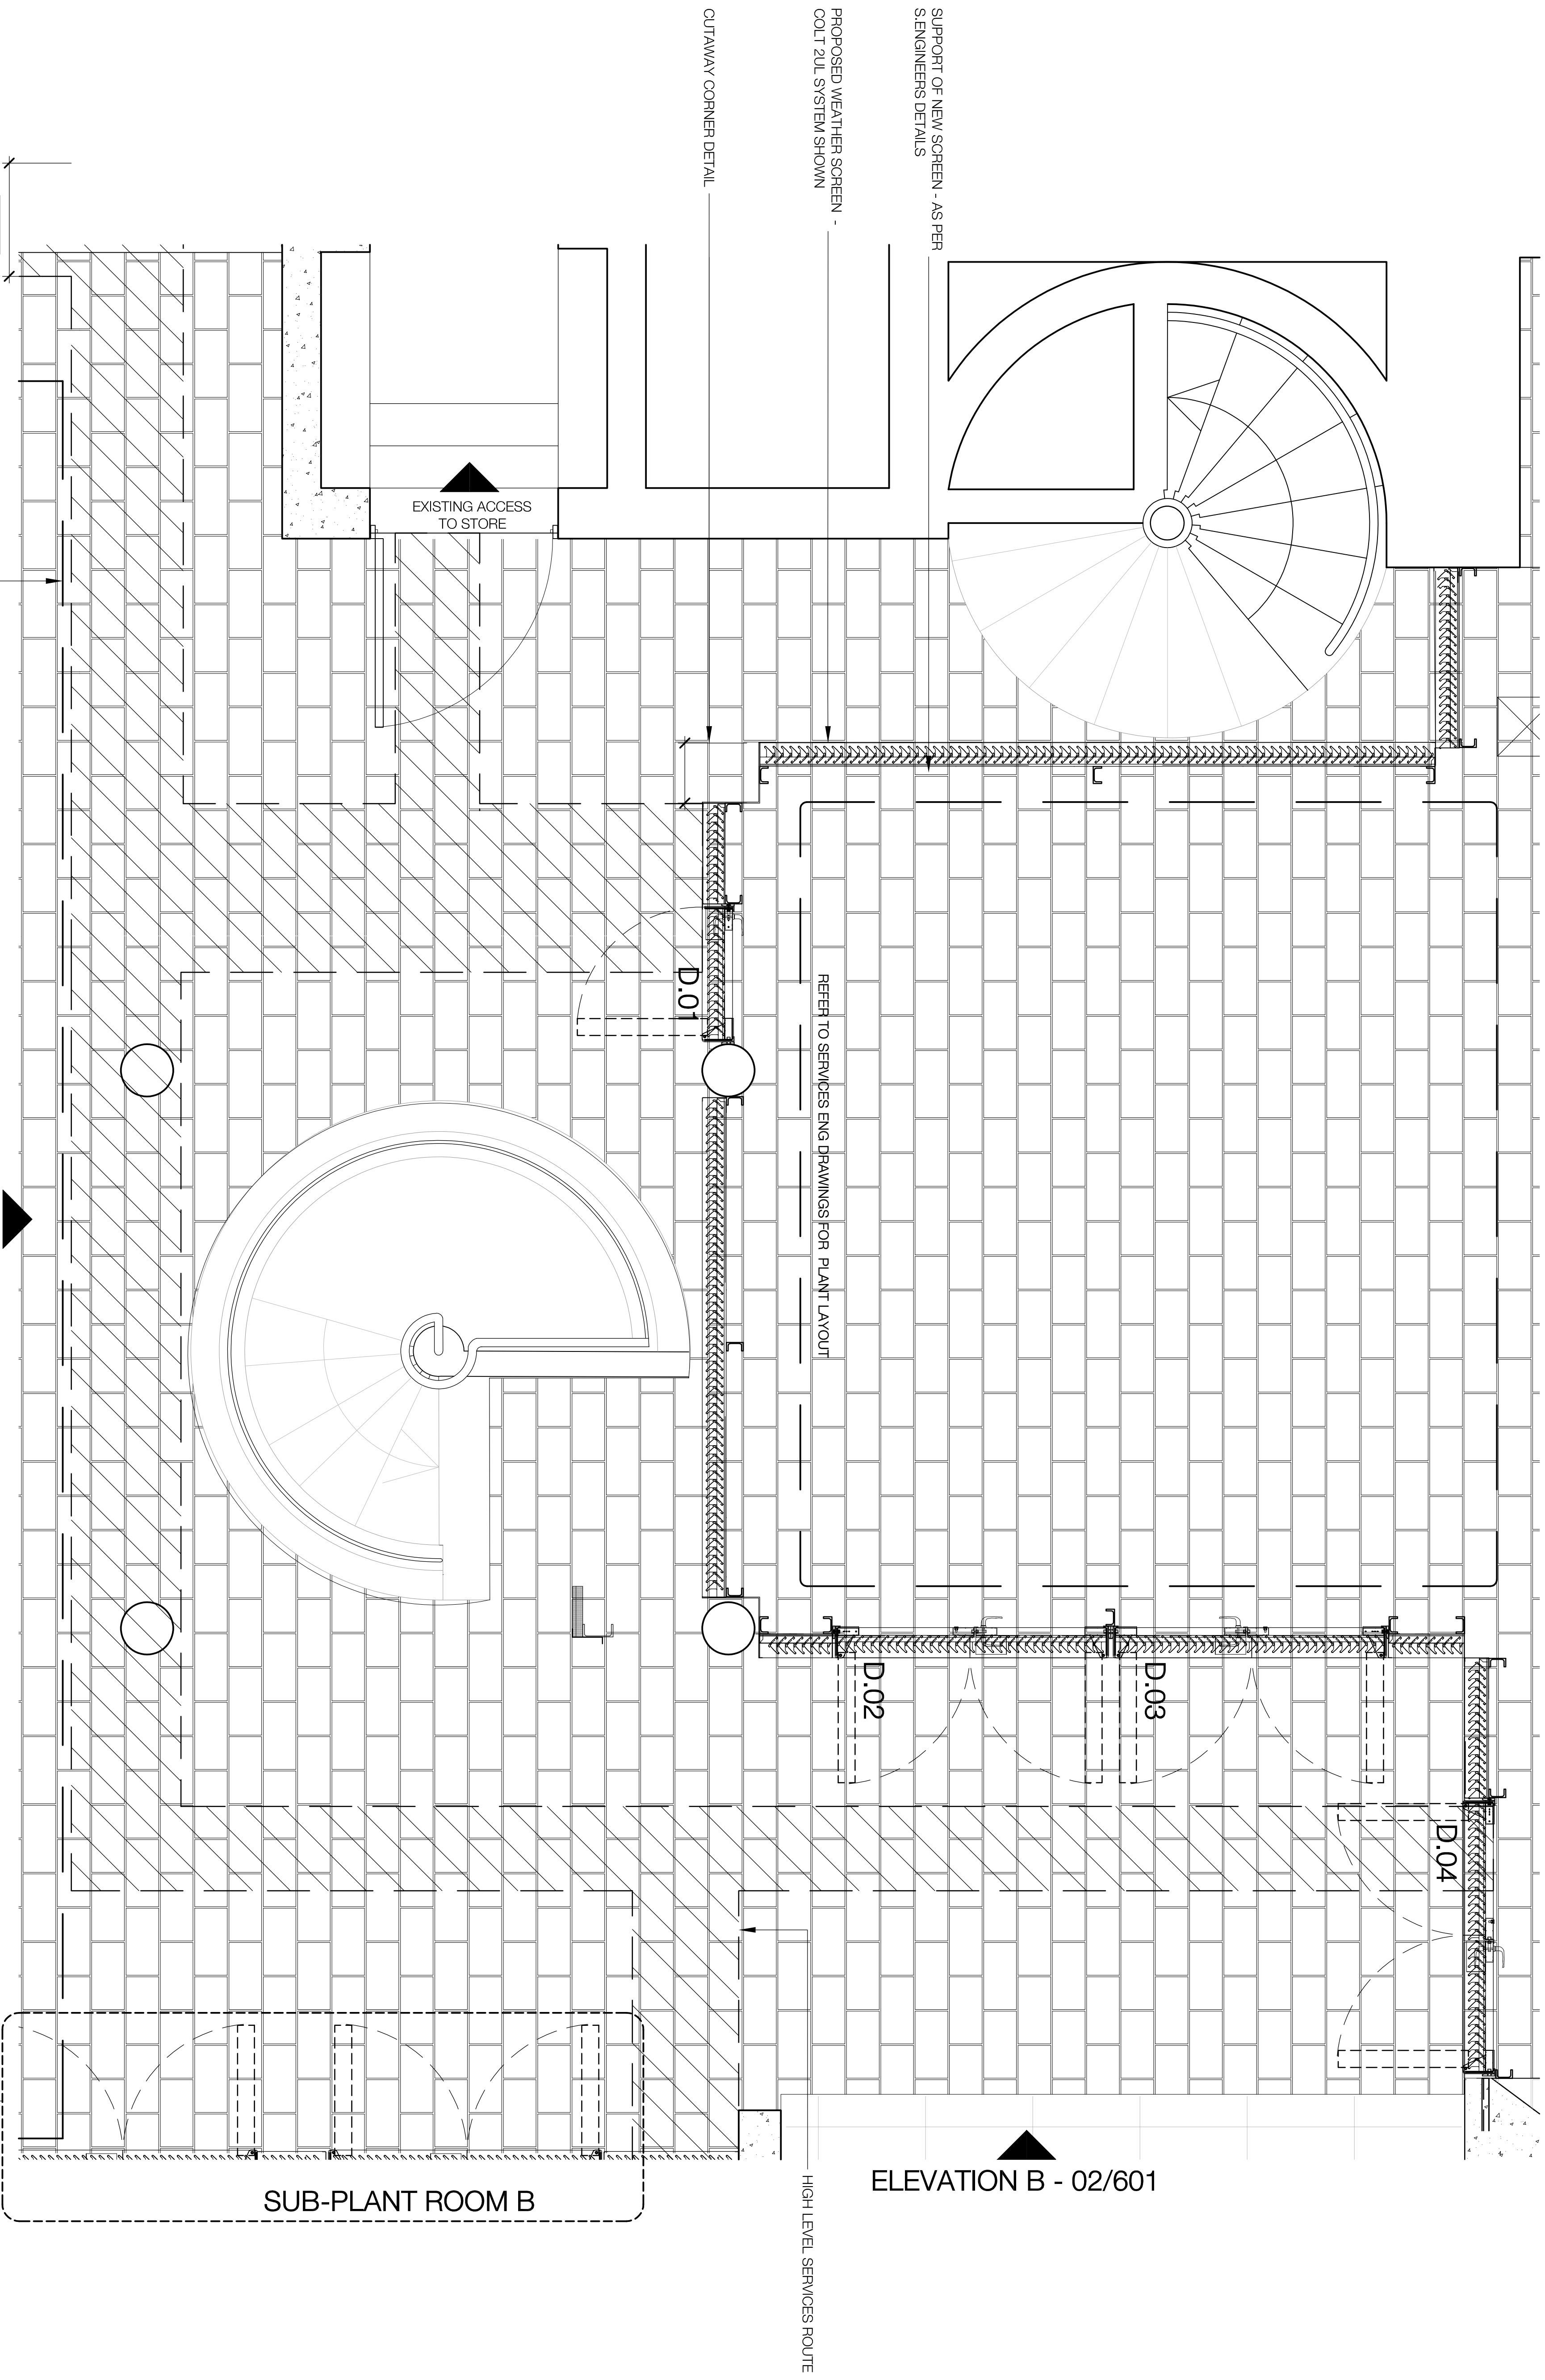 SUPPORT OF NEW SCREEN - AS PER
S.ENGINEERS DETAILS
PROPOSED WEATHER SCREEN -
COLT 2UL SYSTEM SHOWN
CUTAWAY CORNER DETAIL
EXISTING ACCESS
TO STORE
D.01
REFER TO SERVICES ENG DRAWINGS FOR PLANT LAYOUT
D.02
D.03
D.04
ELEVATION B - 02/601
SUB-PLANT ROOM B
HIGH LEVEL SERVICES ROUTE